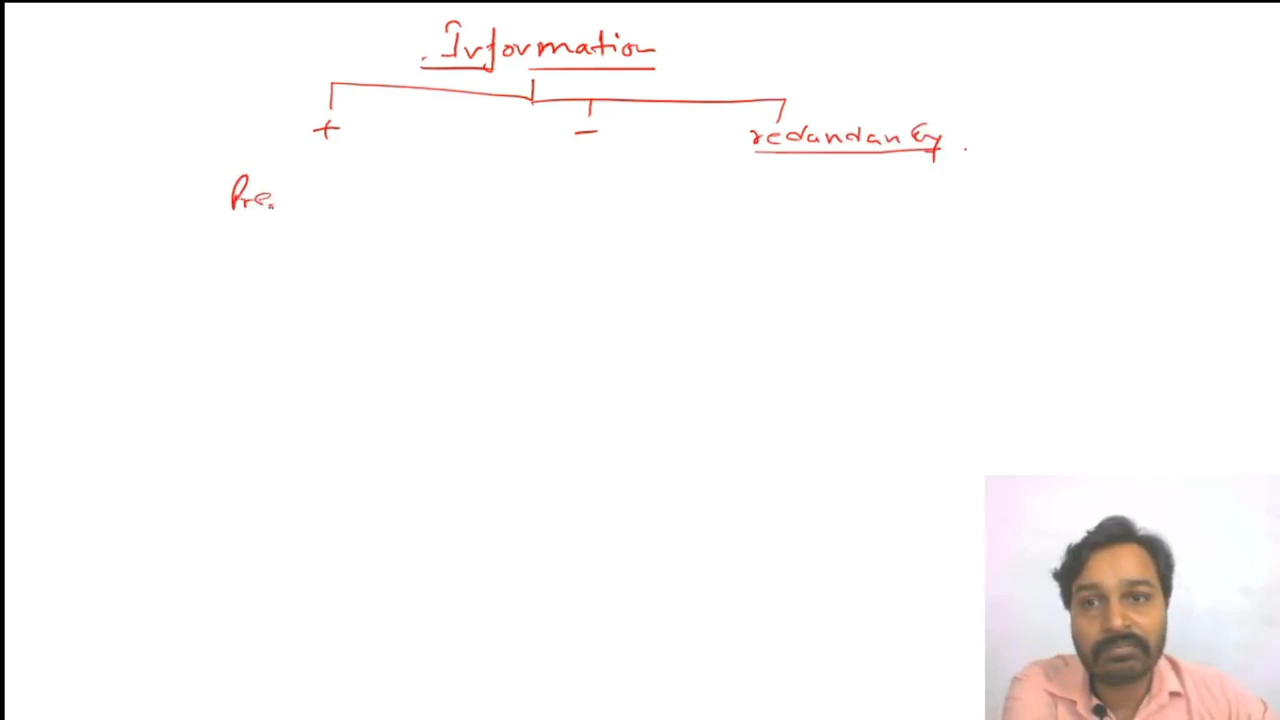 . Information
+ - redandancy .
Pre